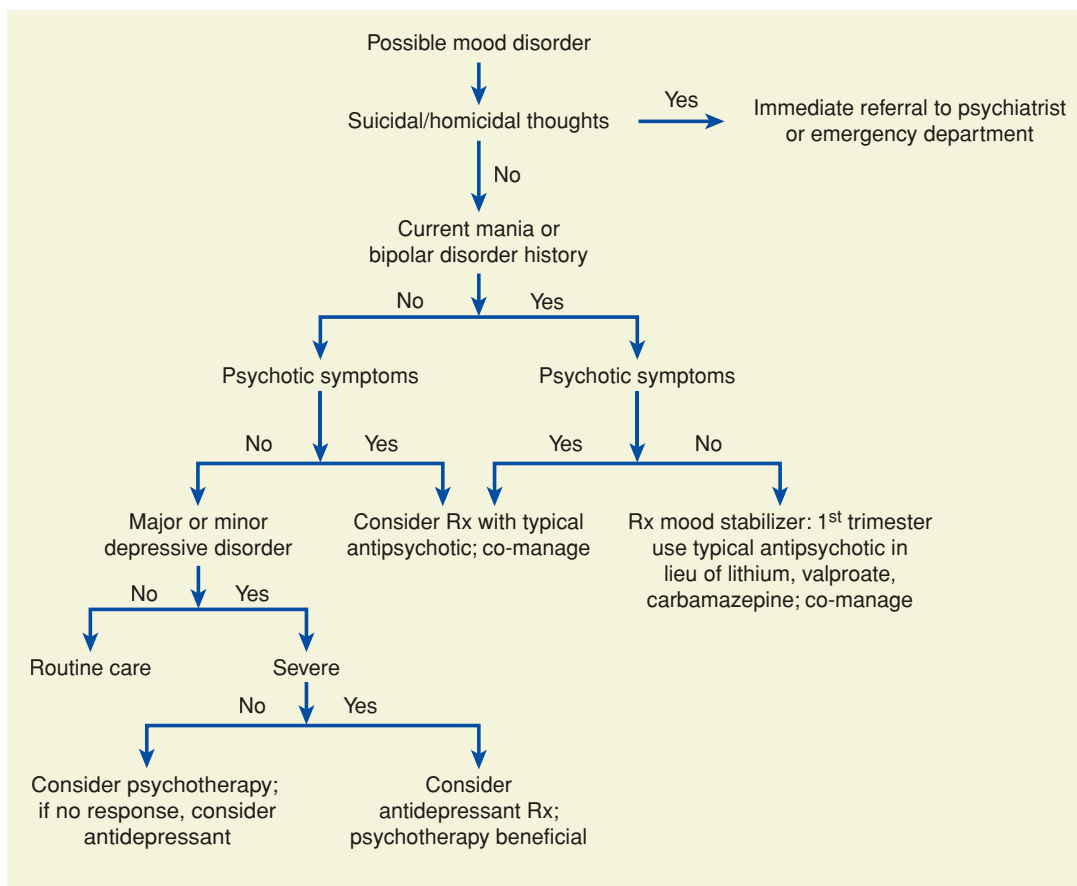 Possible mood disorder
Suicidal/homicidal thoughts
Yes
Immediate referral to psychiatrist
or emergency department
No
Current mania or
bipolar disorder history
No
Yes
Psychotic symptoms
Psychotic symptoms
No
Yes
Yes
No
Major or minor
depressive disorder
Consider Rx with typical
antipsychotic; co-manage
Rx mood stabilizer: 1st trimester
use typical antipsychotic in
lieu of lithium, valproate,
carbamazepine; co-manage
No
Yes
Routine care
Severe
No
Yes
Consider psychotherapy;
if no response, consider
antidepressant
Consider
antidepressant Rx;
psychotherapy beneficial